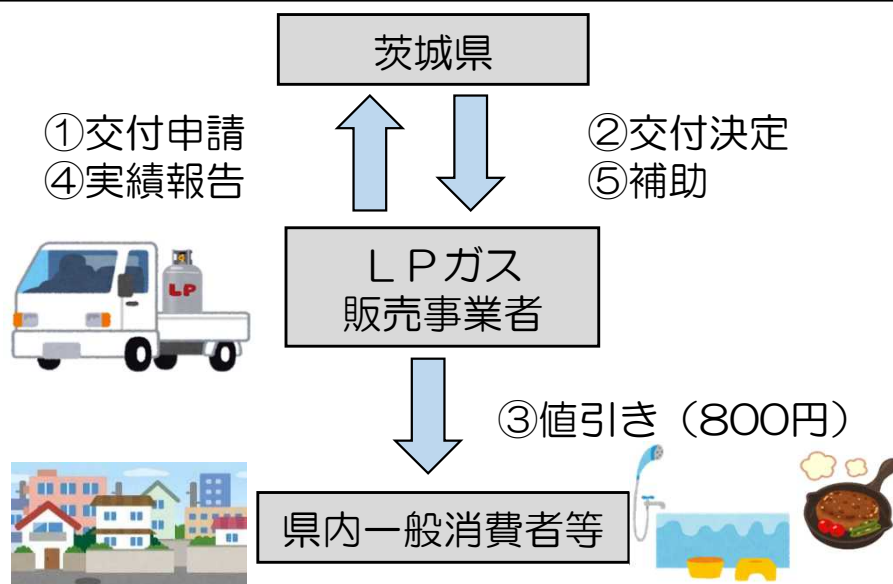 茨城県
①交付申請
④実績報告
②交付決定
⑤補助
LP
ＬＰガス
販売事業者
③値引き（800円）
県内一般消費者等